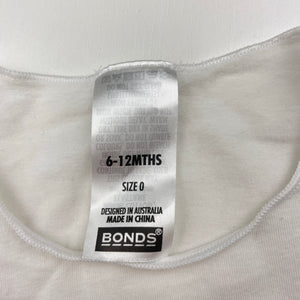 6-12MTHS
SIZE 0
DESIGNED IN AUSTRALIA
MADE IN CHINA
BONDS